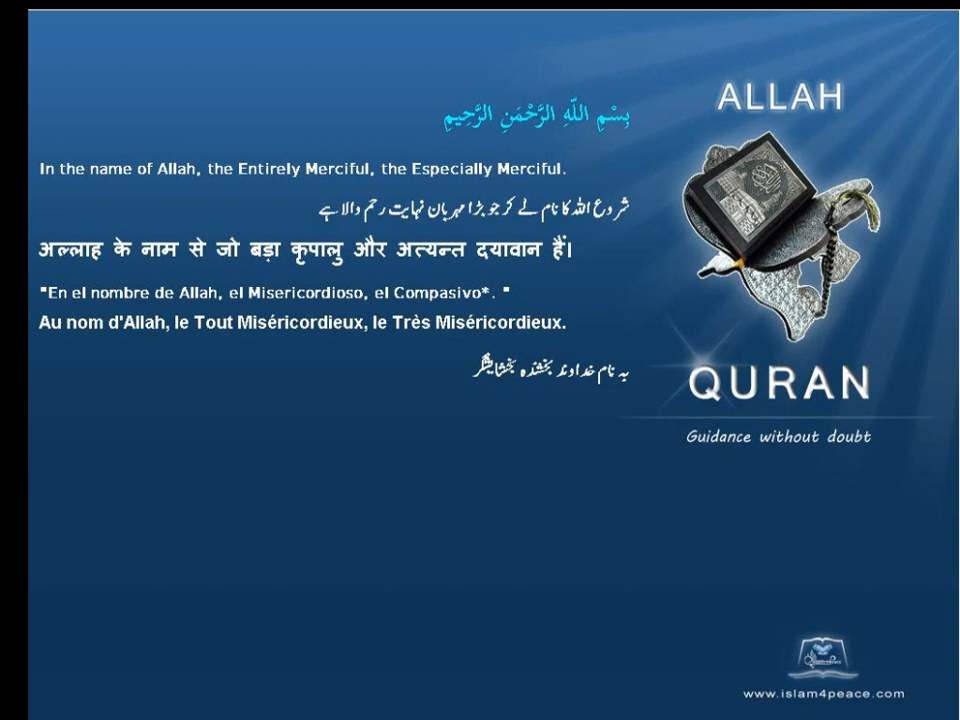 بِسْمِ اللّهِ الرَّحْمَنِ الرَّحِيمِ
In the name of Allah, the Entirely Merciful, the Especially Merciful.
شروع الله کا نام لے کر جو بڑا مہربان نہایت رحم والا ہے
अल्लाह के नाम से जो बड़ा कृपालु और अत्यन्त दयावान हैं।
"En el nombre de Allah, el Misericordioso, el Compasivo*. "
Au nom d'Allah, le Tout Miséricordieux, le Très Miséricordieux.
به نام خداوند بخشنده بخشایشگر
ALLAH
QURAN
Guidance without doubt
www.islam4peace.com